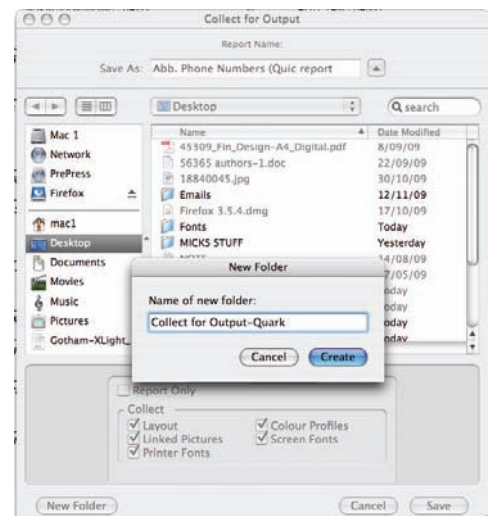 Collect for Output
Report Name:
Save As: Abb. Phone Numbers (Quic report
Desktop
search
Mac 1
Network
PrePress
Firefox
mac1
Desktop
Documents
Movies
Music
Pictures
Gotham-XLight_
Name Date Modified
45309_Fin_Design-A4_Digital.pdf 8/09/09
56365 authors-1.doc 22/09/09
18840045.jpg 30/10/09
Emails 12/11/09
Firefox 3.5.4.dmg 17/10/09
Fonts Today
MICKS STUFF Yesterday
14/08/09
New Folder
Name of new folder:
Collect for Output-Quark
Cancel Create
Report Only
Collect
Layout Colour Profiles
Linked Pictures Screen Fonts
Printer Fonts
New Folder Cancel Save